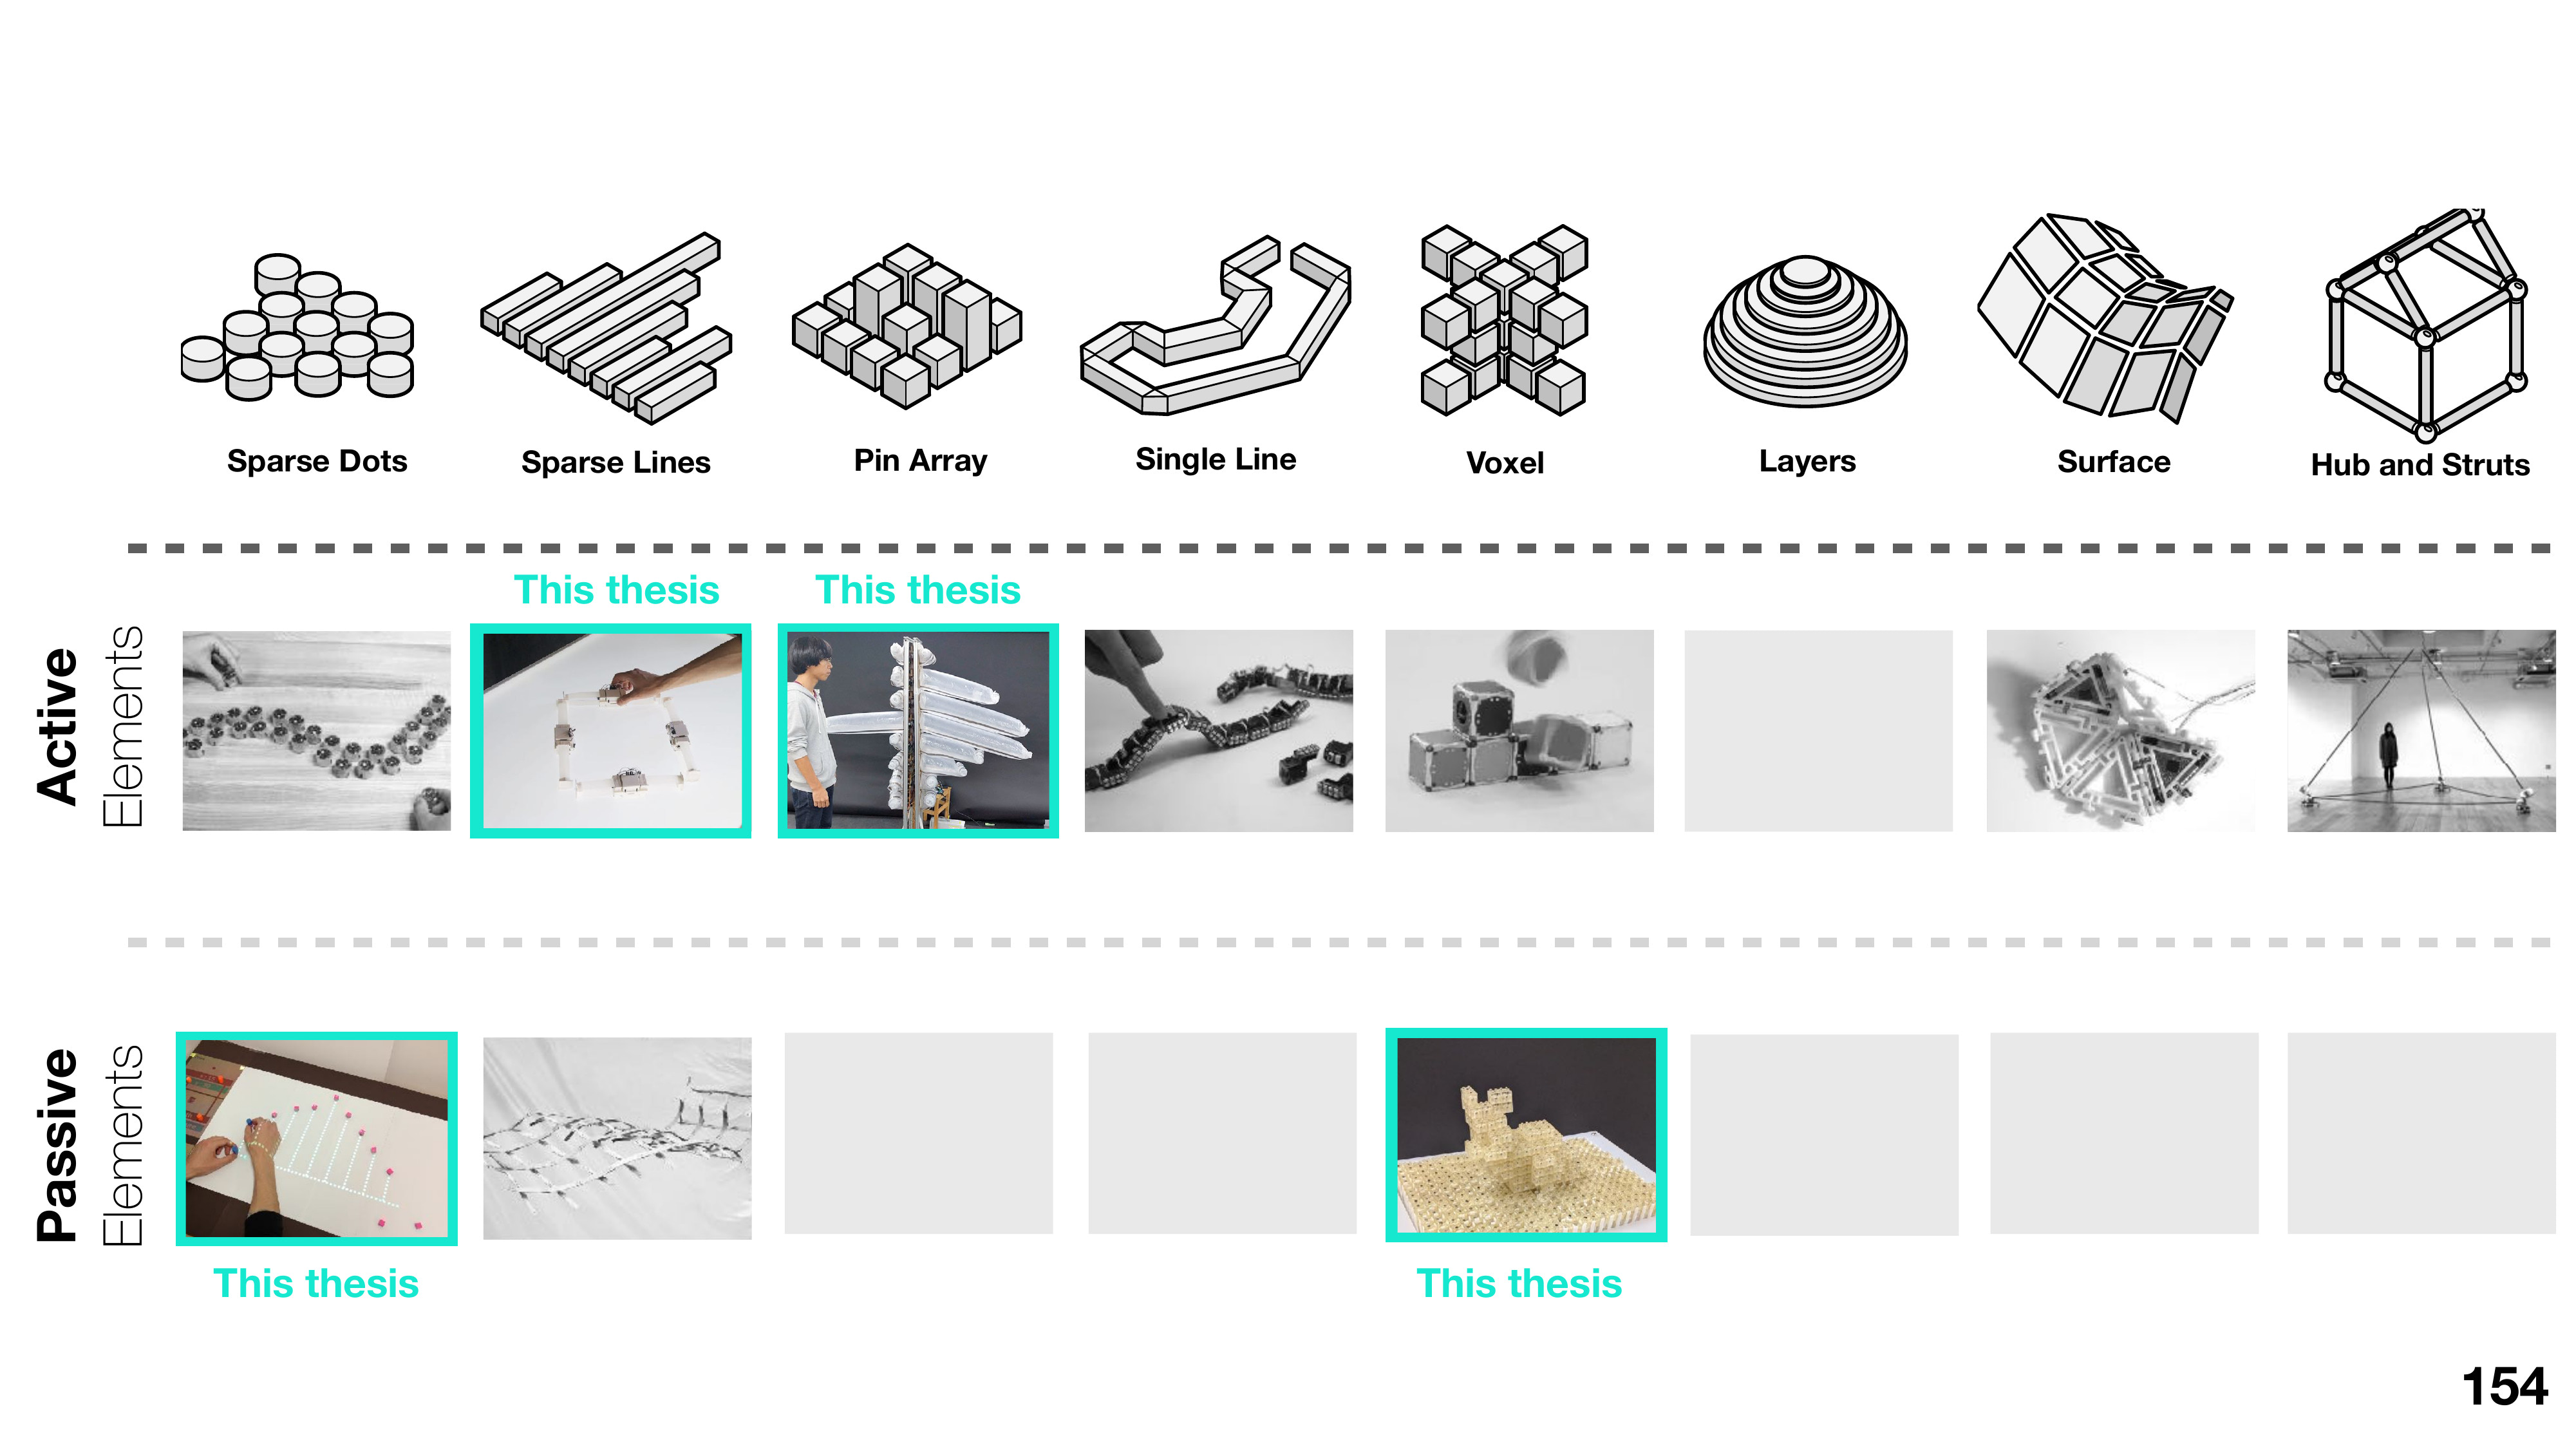 Sparse Dots
Sparse Lines
Pin Array
Single Line
Voxel
Layers
Surface
Hub and Struts
This thesis
This thesis
Active
Elements
Passive
Elements
This thesis
This thesis
154